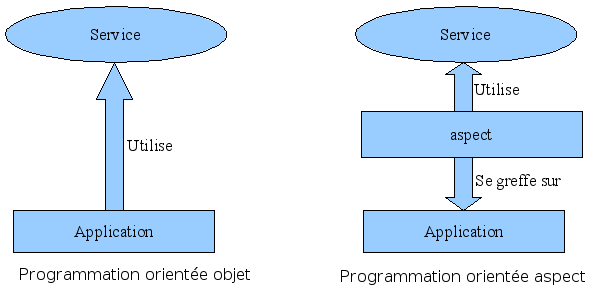 Service
Utilise
Application
Programmation orientée objet
Service
Utilise
aspect
Se greffe sur
Application
Programmation orientée aspect